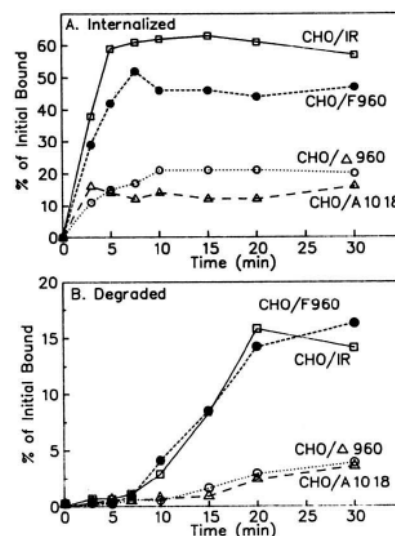 A. Internalized
CHO/IR
CHO/F960
CHO/△960
CHO/A1018
% of Initial Bound
60
50
40
30
20
10
0
0 5 10 15 20 25 30
Time (min)
B. Degraded
CHO/F960
CHO/IR
CHO/△960
CHO/A1018
% of Initial Bound
20
15
10
5
0
0 5 10 15 20 25 30
Time (min)